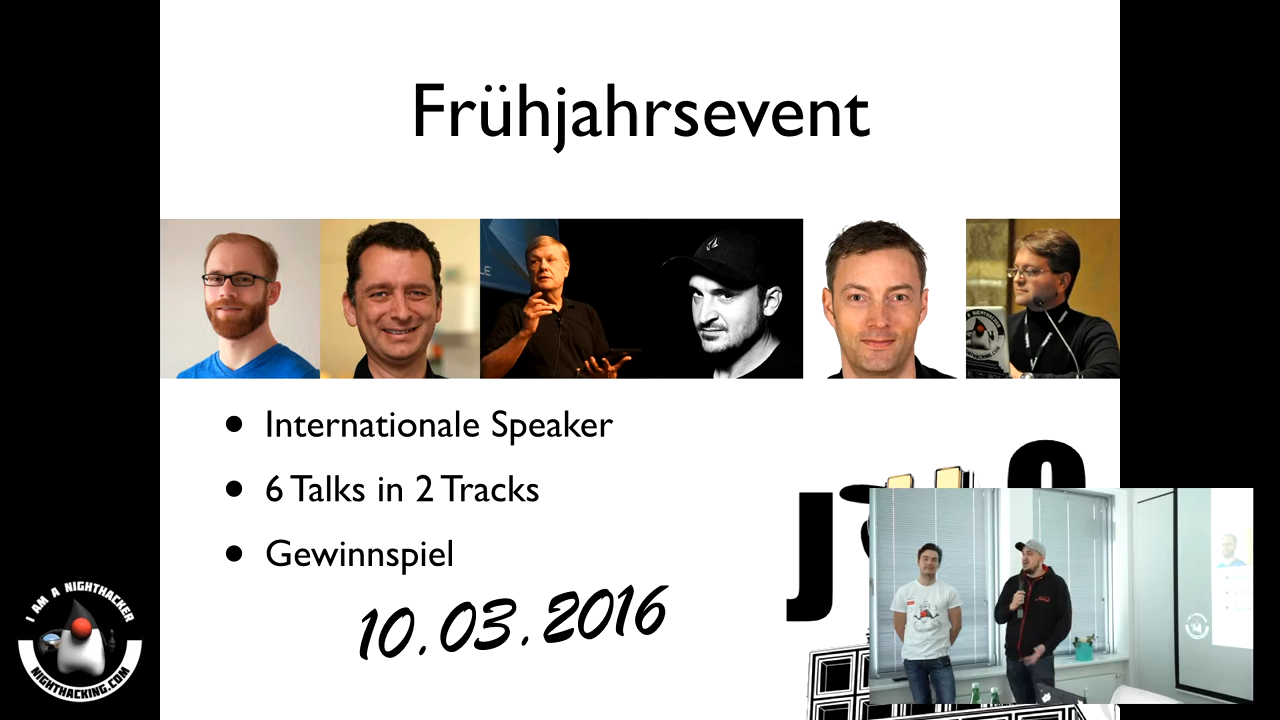 Frühjahrsevent
Internationale Speaker
6 Talks in 2 Tracks
Gewinnspiel
10.03.2016
I AM A NIGHTHACKER
NIGHTHACKING.COM